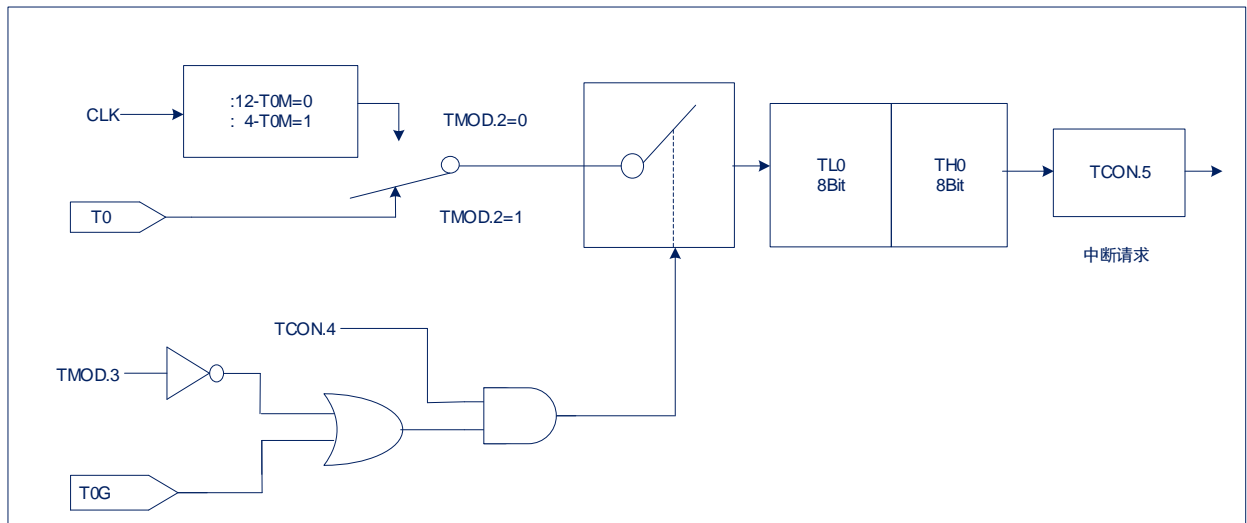 :12-T0M=0
: 4-T0M=1
CLK
TMOD.2=0
T0
TMOD.2=1
TL0
8Bit
TH0
8Bit
TCON.5
中断请求
TCON.4
TMOD.3
T0G